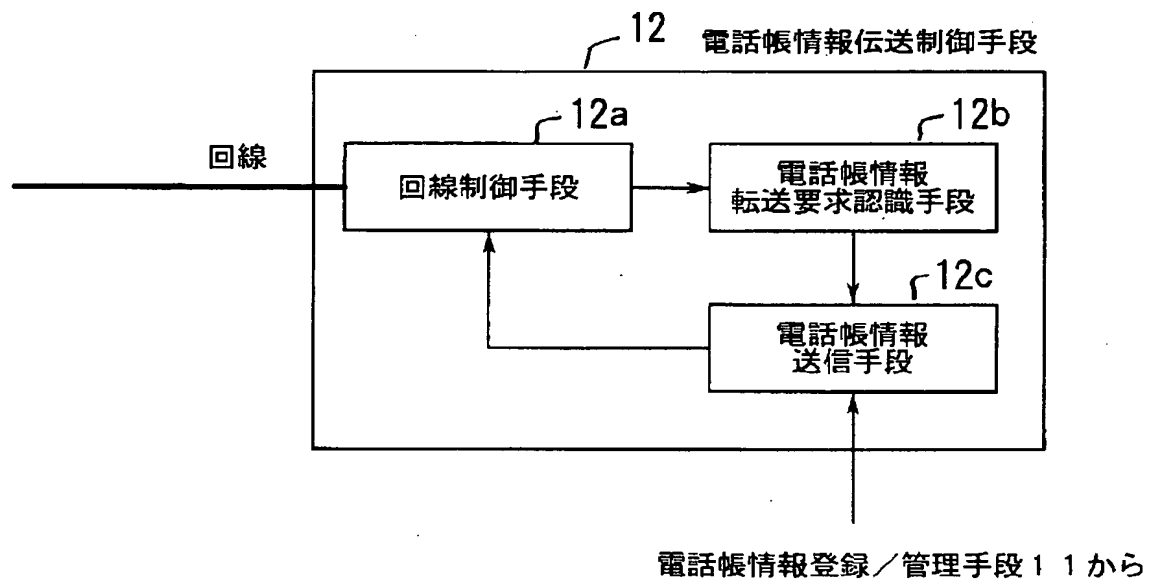 12
電話帳情報伝送制御手段
12a
12b
回線
回線制御手段
電話帳情報
転送要求認識手段
12c
電話帳情報
送信手段
電話帳情報登録／管理手段１１から